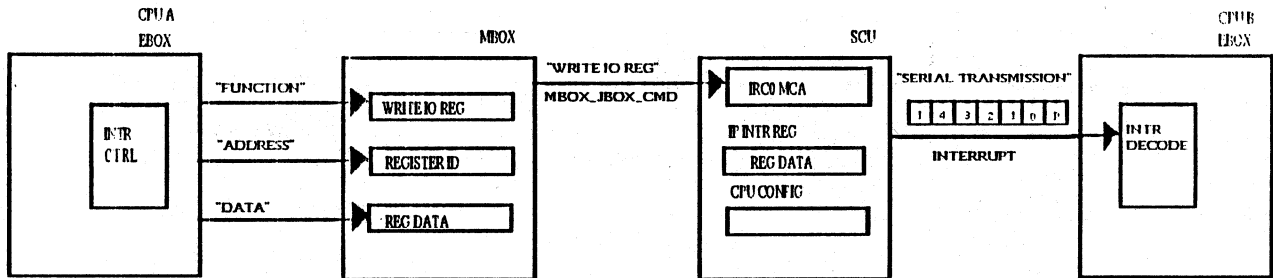 CPU A
EBOX
MBOX
SCU
CPU B
EBOX
"FUNCTION"
WRITE IO REG
"WRITE IO REG"
MBOX_JBOX_CMD
IRC0 MCA
"SERIAL TRANSMISSION"
1 4 3 2 1 0 P
INTERRUPT
INTR
CTRL
"ADDRESS"
REGISTER ID
IP INTR REG
REG DATA
INTR
DECODE
"DATA"
REG DATA
CPU CONFIG